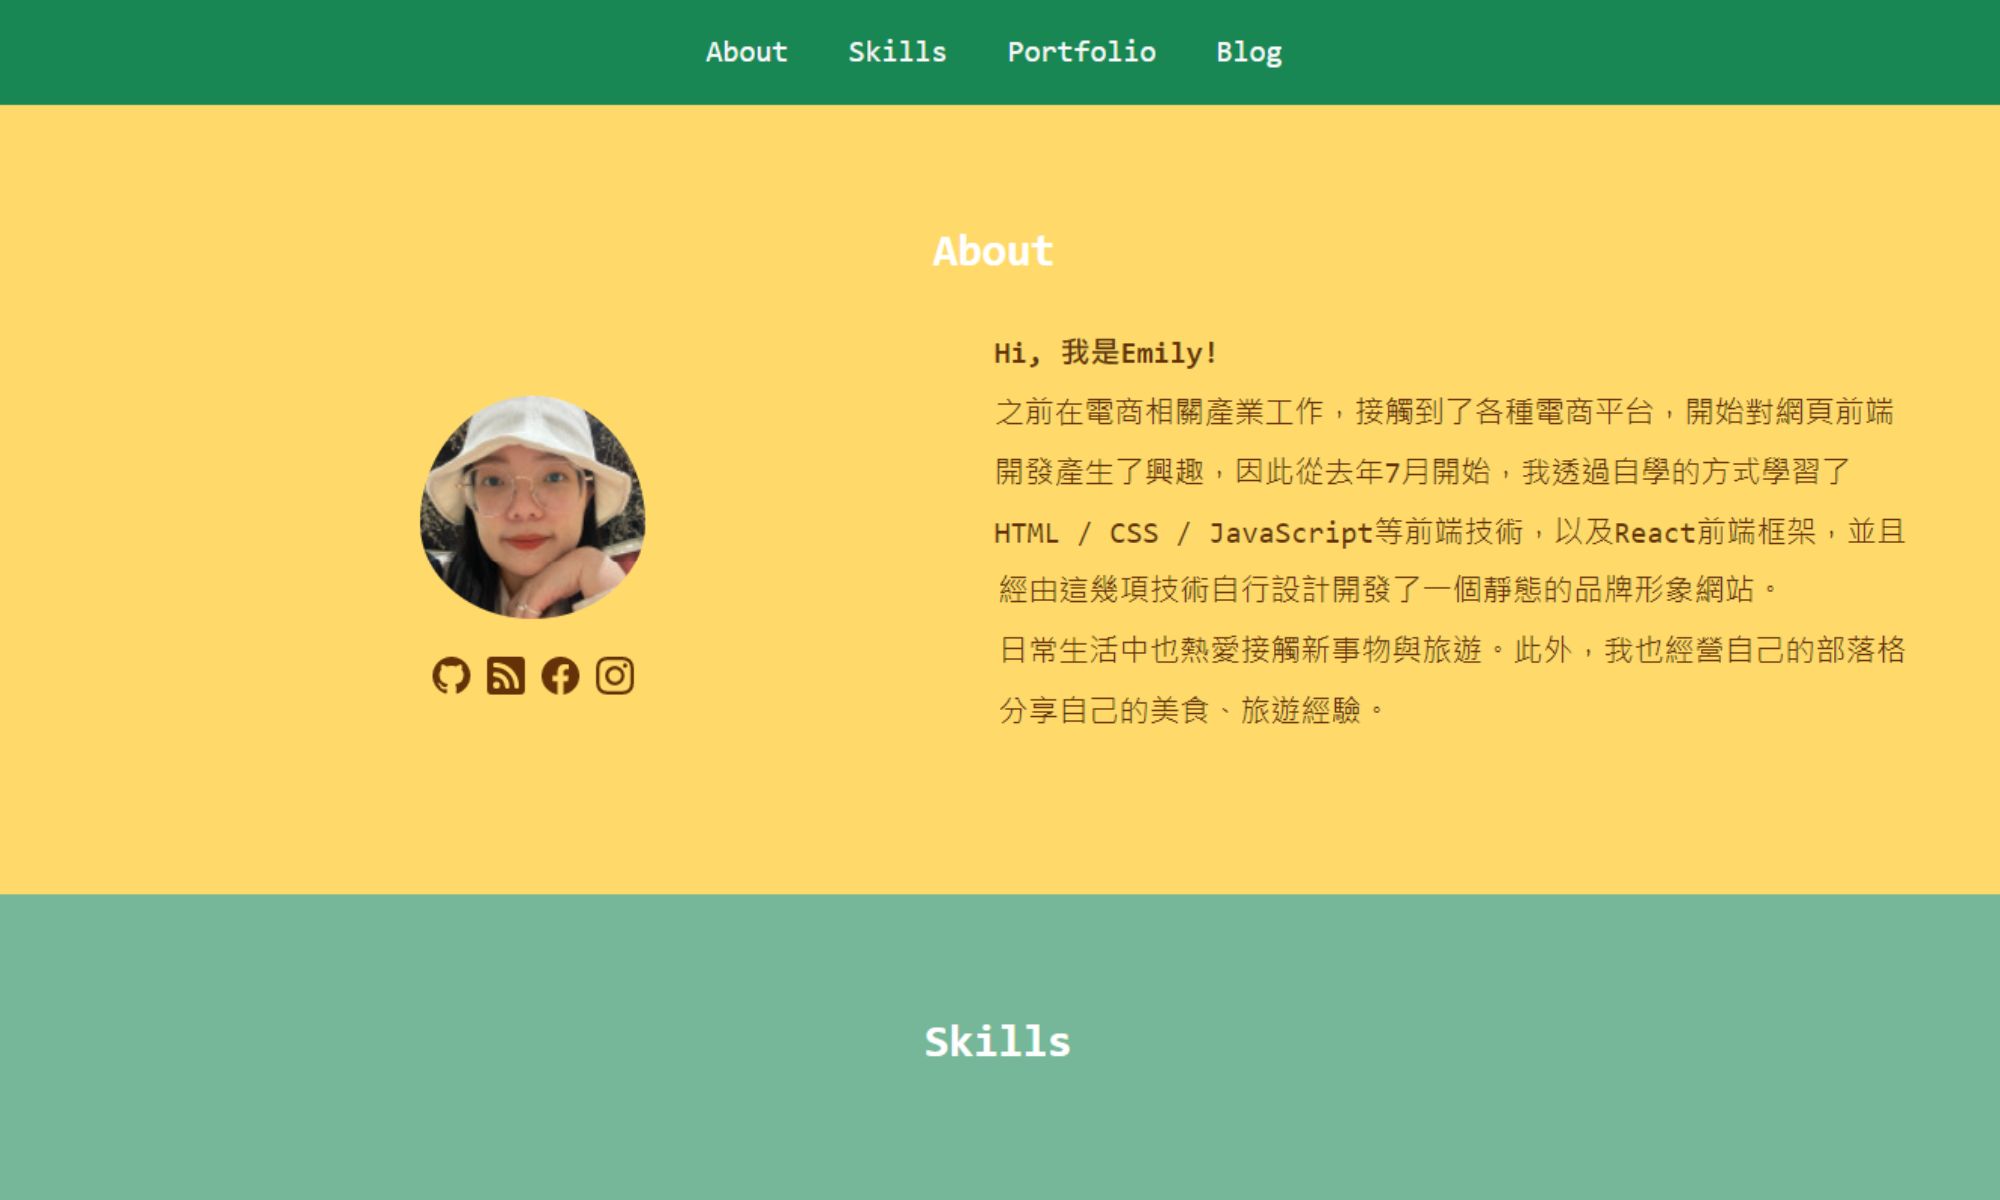 About Skills Portfolio Blog
About
Hi, 我是Emily!
之前在電商相關產業工作，接觸到了各種電商平台，開始對網頁前端
開發產生了興趣，因此從去年7月開始，我透過自學的方式學習了
HTML / CSS / JavaScript等前端技術，以及React前端框架，並且
經由這幾項技術自行設計開發了一個靜態的品牌形象網站。
日常生活中也熱愛接觸新事物與旅遊。此外，我也經營自己的部落格
分享自己的美食、旅遊經驗。
Skills